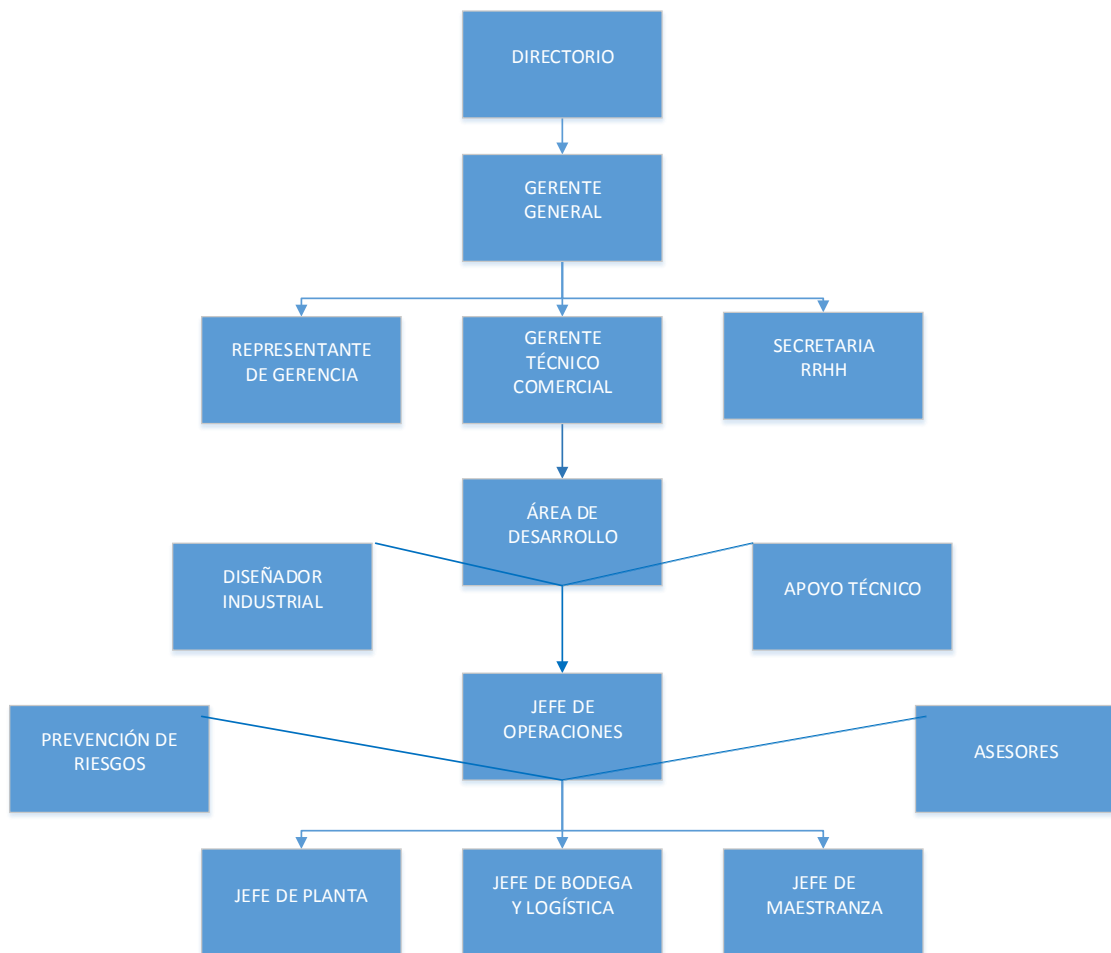 DIRECTORIO
GERENTE
GENERAL
REPRESENTANTE
DE GERENCIA
GERENTE
TÉCNICO
COMERCIAL
SECRETARIA
RRHH
ÁREA DE
DESARROLLO
DISEÑADOR
INDUSTRIAL
APOYO TÉCNICO
JEFE DE
OPERACIONES
PREVENCIÓN DE
RIESGOS
ASESORES
JEFE DE PLANTA
JEFE DE BODEGA
Y LOGÍSTICA
JEFE DE
MAESTRANZA